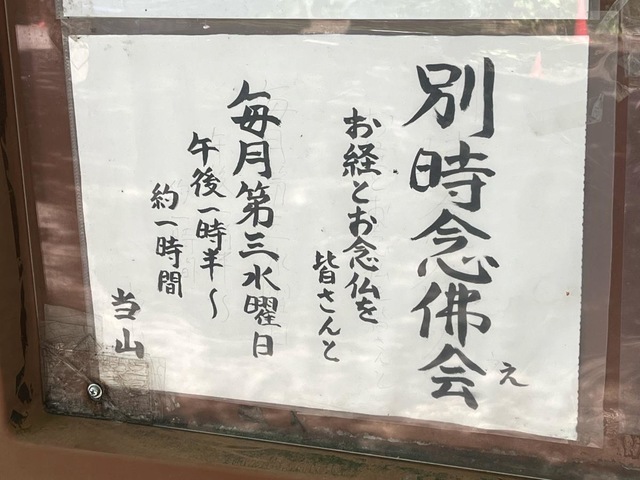 別時念佛会
え
お経とお念仏を
皆さんと
毎月第三水曜日
午後一時半～
約一時間
当山